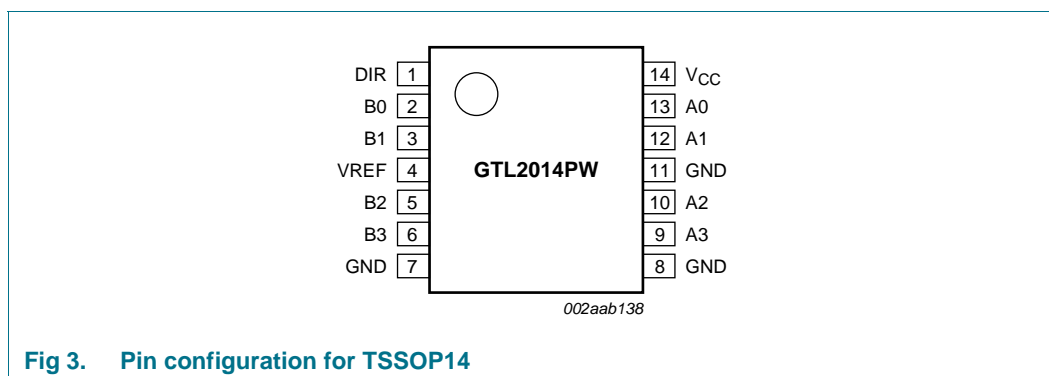 DIR 1 14 VCC
B0 2 13 A0
B1 3 12 A1
VREF 4 GTL2014PW 11 GND
B2 5 10 A2
B3 6 9 A3
GND 7 8 GND
002aab138
Fig 3. Pin configuration for TSSOP14